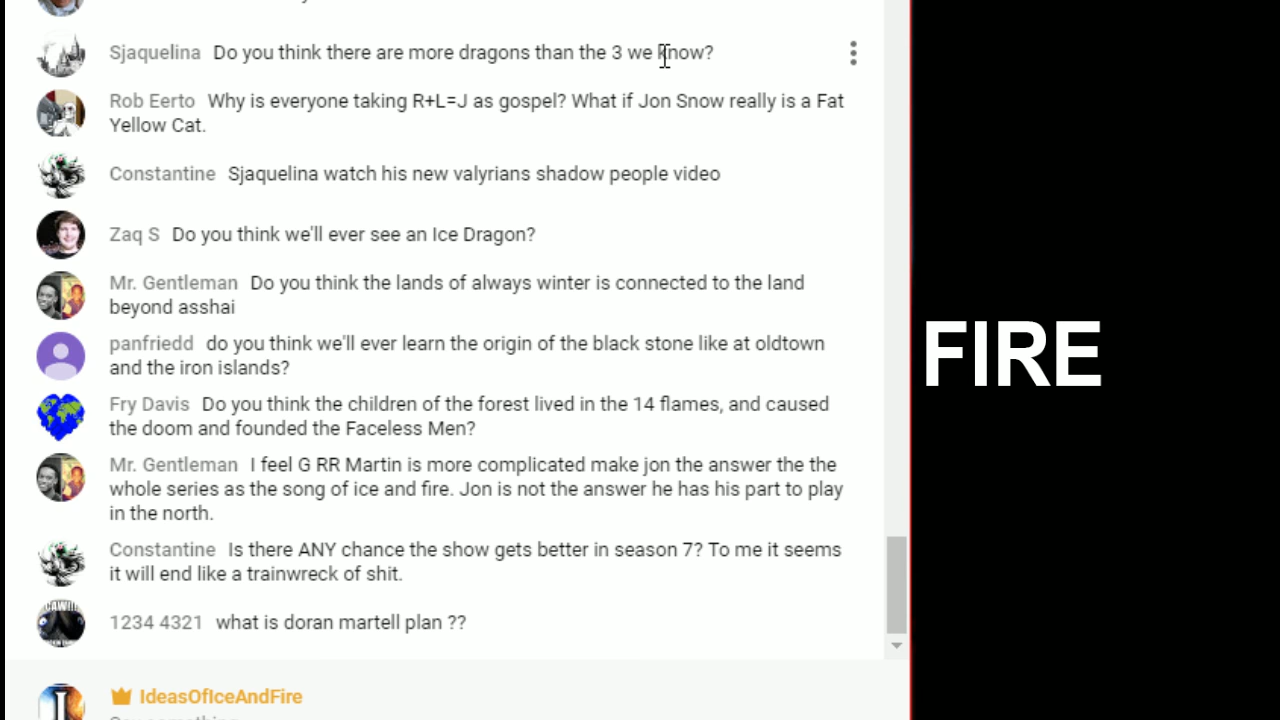 Sjaquelina Do you think there are more dragons than the 3 we know?
Rob Eerto Why is everyone taking R+L=J as gospel? What if Jon Snow really is a Fat
Yellow Cat.
Constantine Sjaquelina watch his new valyrians shadow people video
Zaq S Do you think we'll ever see an Ice Dragon?
Mr. Gentleman Do you think the lands of always winter is connected to the land
beyond asshai
panfriedd do you think we'll ever learn the origin of the black stone like at oldtown
and the iron islands?
FIRE
Fry Davis Do you think the children of the forest lived in the 14 flames, and caused
the doom and founded the Faceless Men?
Mr. Gentleman I feel G RR Martin is more complicated make jon the answer the the
whole series as the song of ice and fire. Jon is not the answer he has his part to play
in the north.
Constantine Is there ANY chance the show gets better in season 7? To me it seems
it will end like a trainwreck of shit.
CAW!!!
1234 4321 what is doran martell plan ??
IdeasOfIceAndFire
Say something